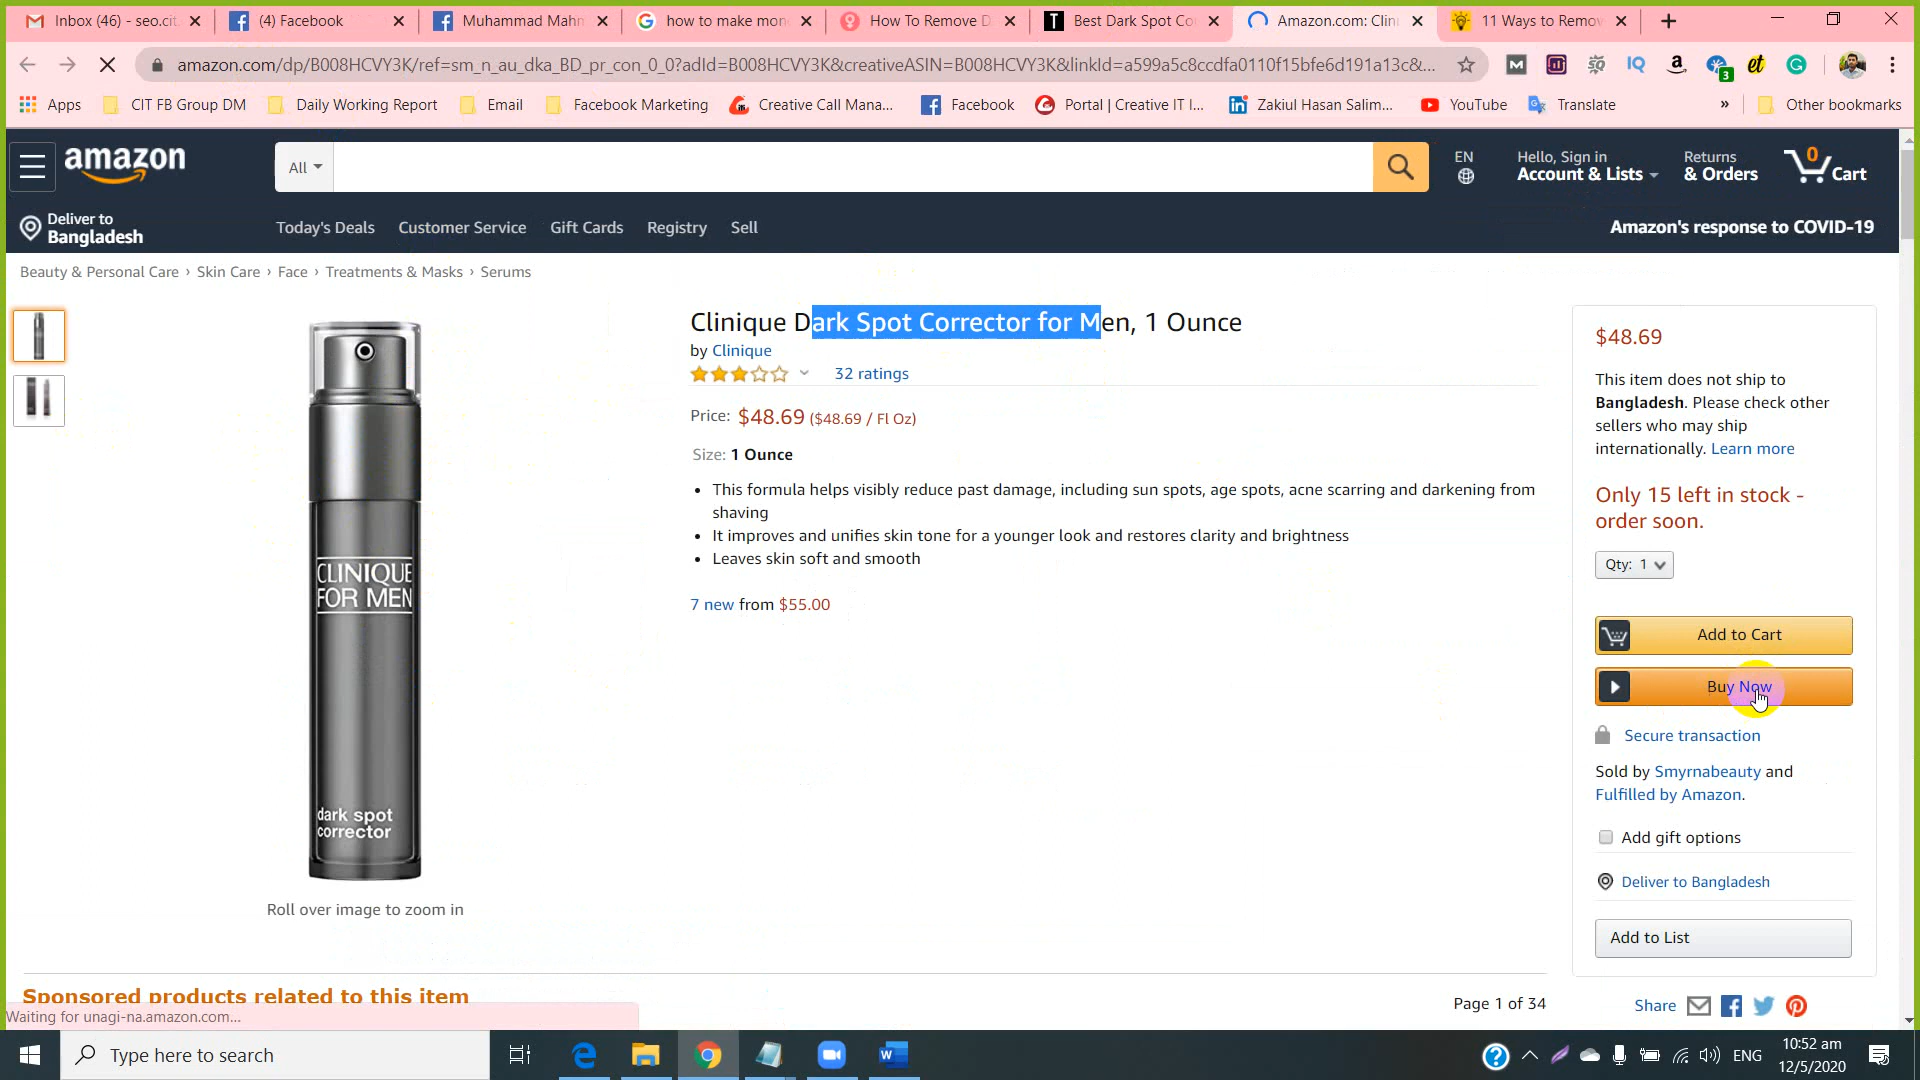 Inbox (46) - seo.cit
(4) Facebook
Muhammad Mahm
how to make mon
How To Remove D
Best Dark Spot Co
Amazon.com: Clin
11 Ways to Remov
amazon.com/dp/B008HCVY3K/ref=sm_n_au_dka_BD_pr_con_0_0?adId=B008HCVY3K&creativeASIN=B008HCVY3K&linkId=a599a5c8ccdfa0110f15bfe6d191a13c&...
3
Apps
CIT FB Group DM
Daily Working Report
Email
Facebook Marketing
Creative Call Mana...
Facebook
Portal | Creative IT I...
Zakiul Hasan Salim...
YouTube
Translate
»
Other bookmarks
amazon
All
EN
Hello, Sign in
Account & Lists
Returns
& Orders
0
Cart
Deliver to
Bangladesh
Today's Deals
Customer Service
Gift Cards
Registry
Sell
Amazon's response to COVID-19
Beauty & Personal Care › Skin Care › Face › Treatments & Masks › Serums
Clinique Dark Spot Corrector for Men, 1 Ounce
by Clinique
32 ratings
Price: $48.69 ($48.69 / Fl Oz)
Size: 1 Ounce
• This formula helps visibly reduce past damage, including sun spots, age spots, acne scarring and darkening from
shaving
• It improves and unifies skin tone for a younger look and restores clarity and brightness
• Leaves skin soft and smooth
7 new from $55.00
CLINIQUE
FOR MEN
dark spot
corrector
Roll over image to zoom in
$48.69
This item does not ship to
Bangladesh. Please check other
sellers who may ship
internationally. Learn more
Only 15 left in stock -
order soon.
Qty: 1
Add to Cart
Buy Now
Secure transaction
Sold by Smyrnabeauty and
Fulfilled by Amazon.
Add gift options
Deliver to Bangladesh
Add to List
Sponsored products related to this item
Page 1 of 34
Share
Waiting for unagi-na.amazon.com...
Type here to search
ENG
10:52 am
12/5/2020